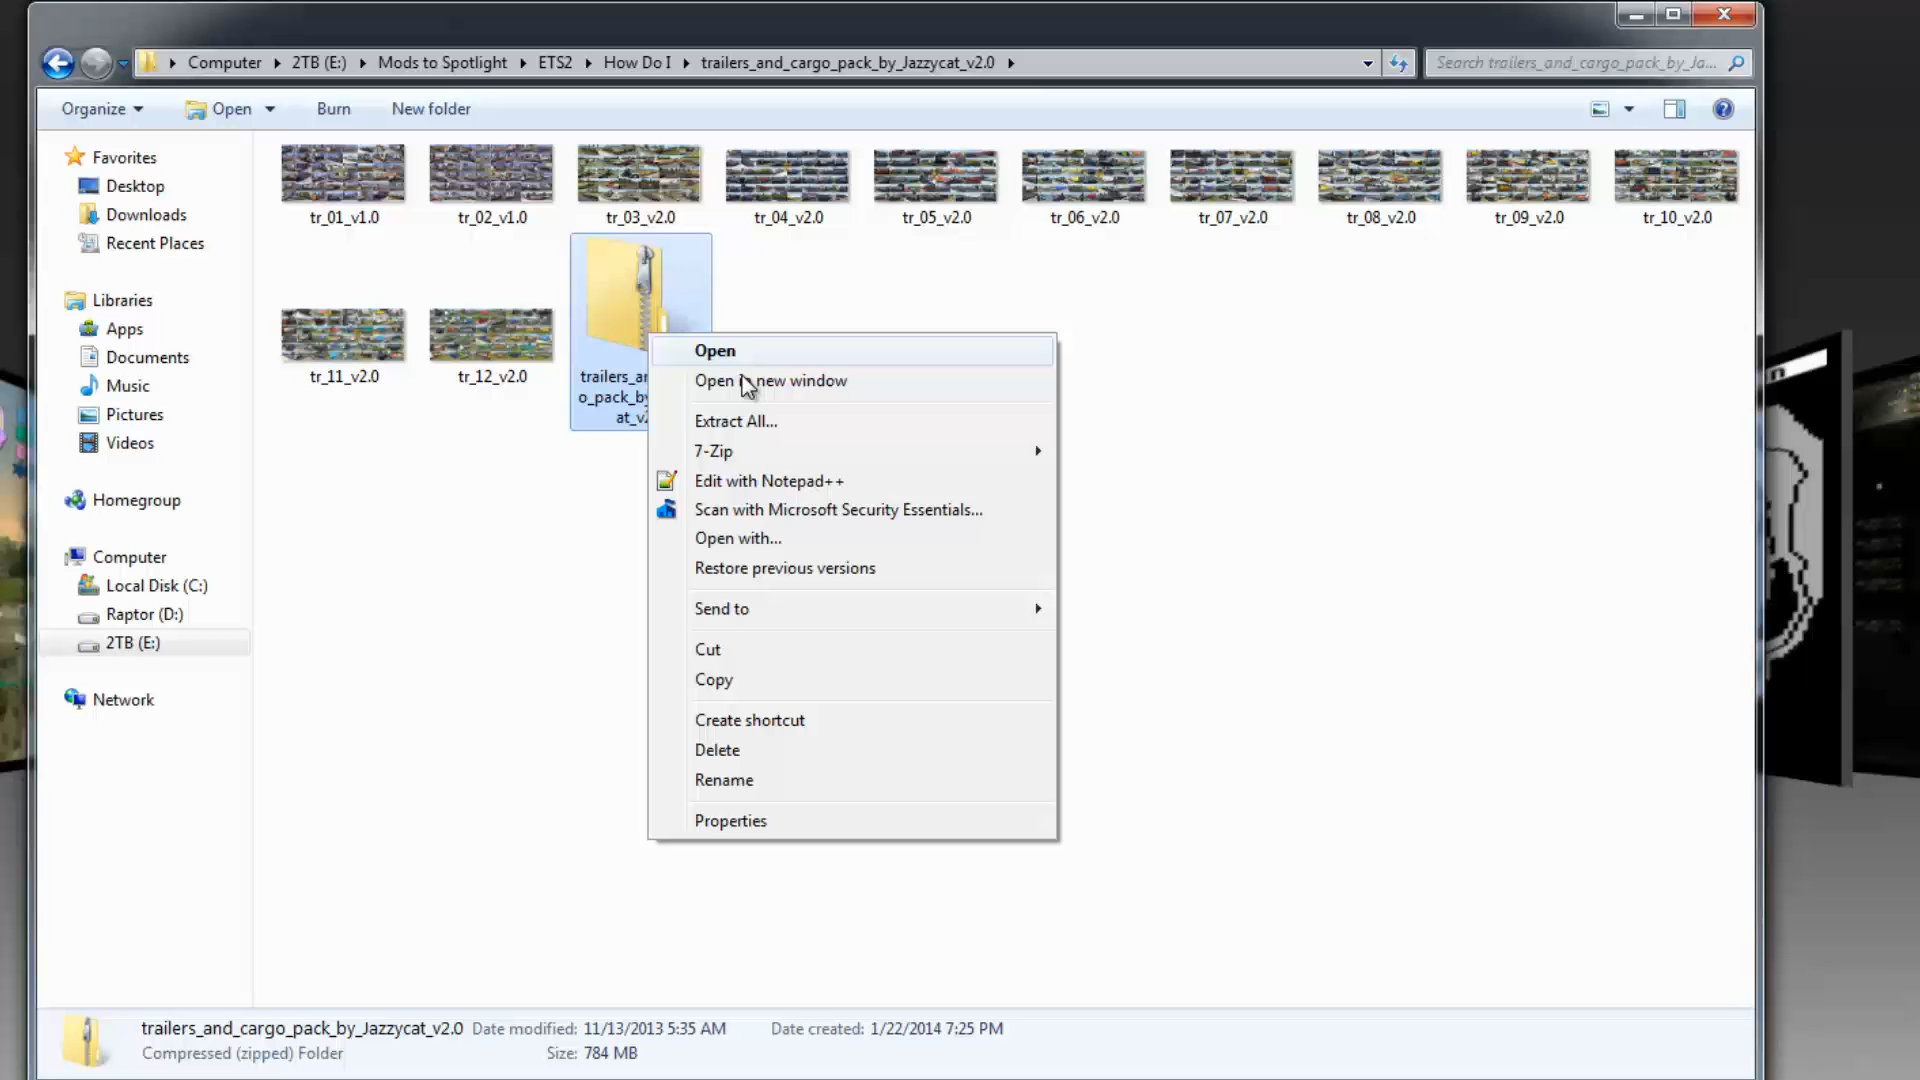 Computer 2TB (E:) Mods to Spotlight ETS2 How Do I trailers_and_cargo_pack_by_Jazzycat_v2.0
Search trailers_and_cargo_pack_by_Ja...
Organize Open Burn New folder
Favorites
Desktop
Downloads
Recent Places
Libraries
Apps
Documents
Music
Pictures
Videos
Homegroup
Computer
Local Disk (C:)
Raptor (D:)
2TB (E:)
Network
tr_01_v1.0 tr_02_v1.0 tr_03_v2.0 tr_04_v2.0 tr_05_v2.0 tr_06_v2.0 tr_07_v2.0 tr_08_v2.0 tr_09_v2.0 tr_10_v2.0
tr_11_v2.0 tr_12_v2.0
Open
Open in new window
Extract All...
7-Zip
Edit with Notepad++
Scan with Microsoft Security Essentials...
Open with...
Restore previous versions
Send to
Cut
Copy
Create shortcut
Delete
Rename
Properties
trailers_and_cargo_pack_by_Jazzycat_v2.0 Date modified: 11/13/2013 5:35 AM Date created: 1/22/2014 7:25 PM
Compressed (zipped) Folder Size: 784 MB